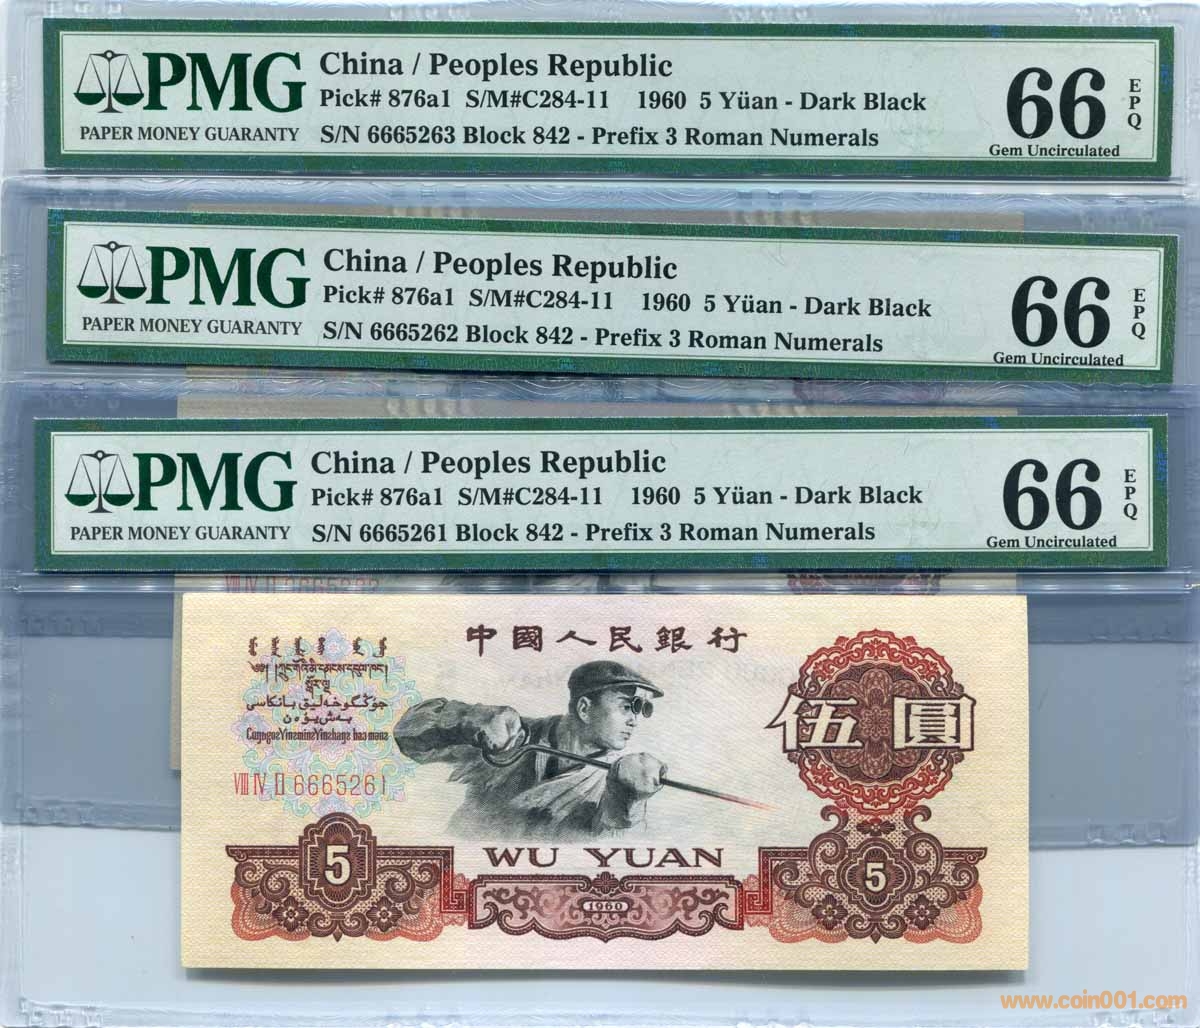 PMG
PAPER MONEY GUARANTY
China / Peoples Republic
Pick# 876a1 S/M#C284-11 1960 5 Yüan - Dark Black
S/N 6665263 Block 842 - Prefix 3 Roman Numerals
66 EPQ
Gem Uncirculated
PMG
PAPER MONEY GUARANTY
China / Peoples Republic
Pick# 876a1 S/M#C284-11 1960 5 Yüan - Dark Black
S/N 6665262 Block 842 - Prefix 3 Roman Numerals
66 EPQ
Gem Uncirculated
PMG
PAPER MONEY GUARANTY
China / Peoples Republic
Pick# 876a1 S/M#C284-11 1960 5 Yüan - Dark Black
S/N 6665261 Block 842 - Prefix 3 Roman Numerals
66 EPQ
Gem Uncirculated
中國人民銀行
伍圓
VIII IV II 6665261
5
WU YUAN
5
1960
www.coin001.com